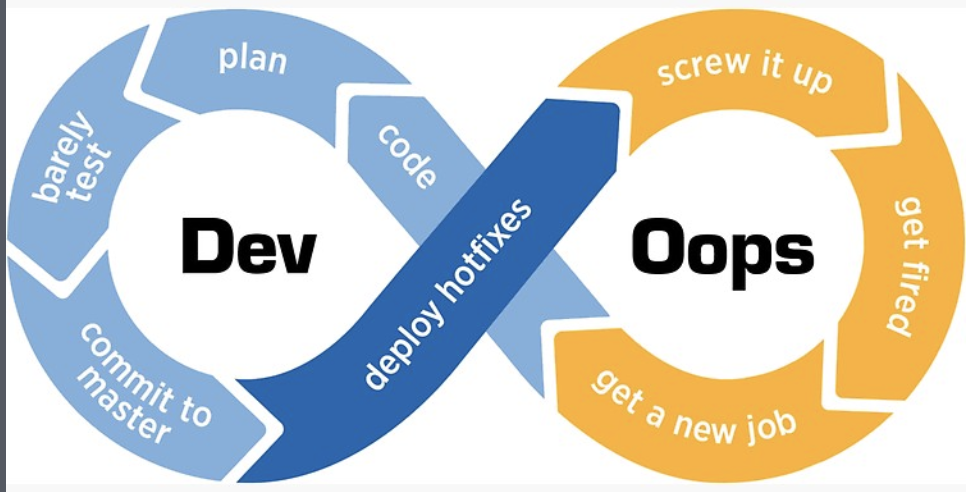 plan
code
barely
test
Dev
commit to
master
deploy hotfixes
screw it up
Oops
get fired
get a new job